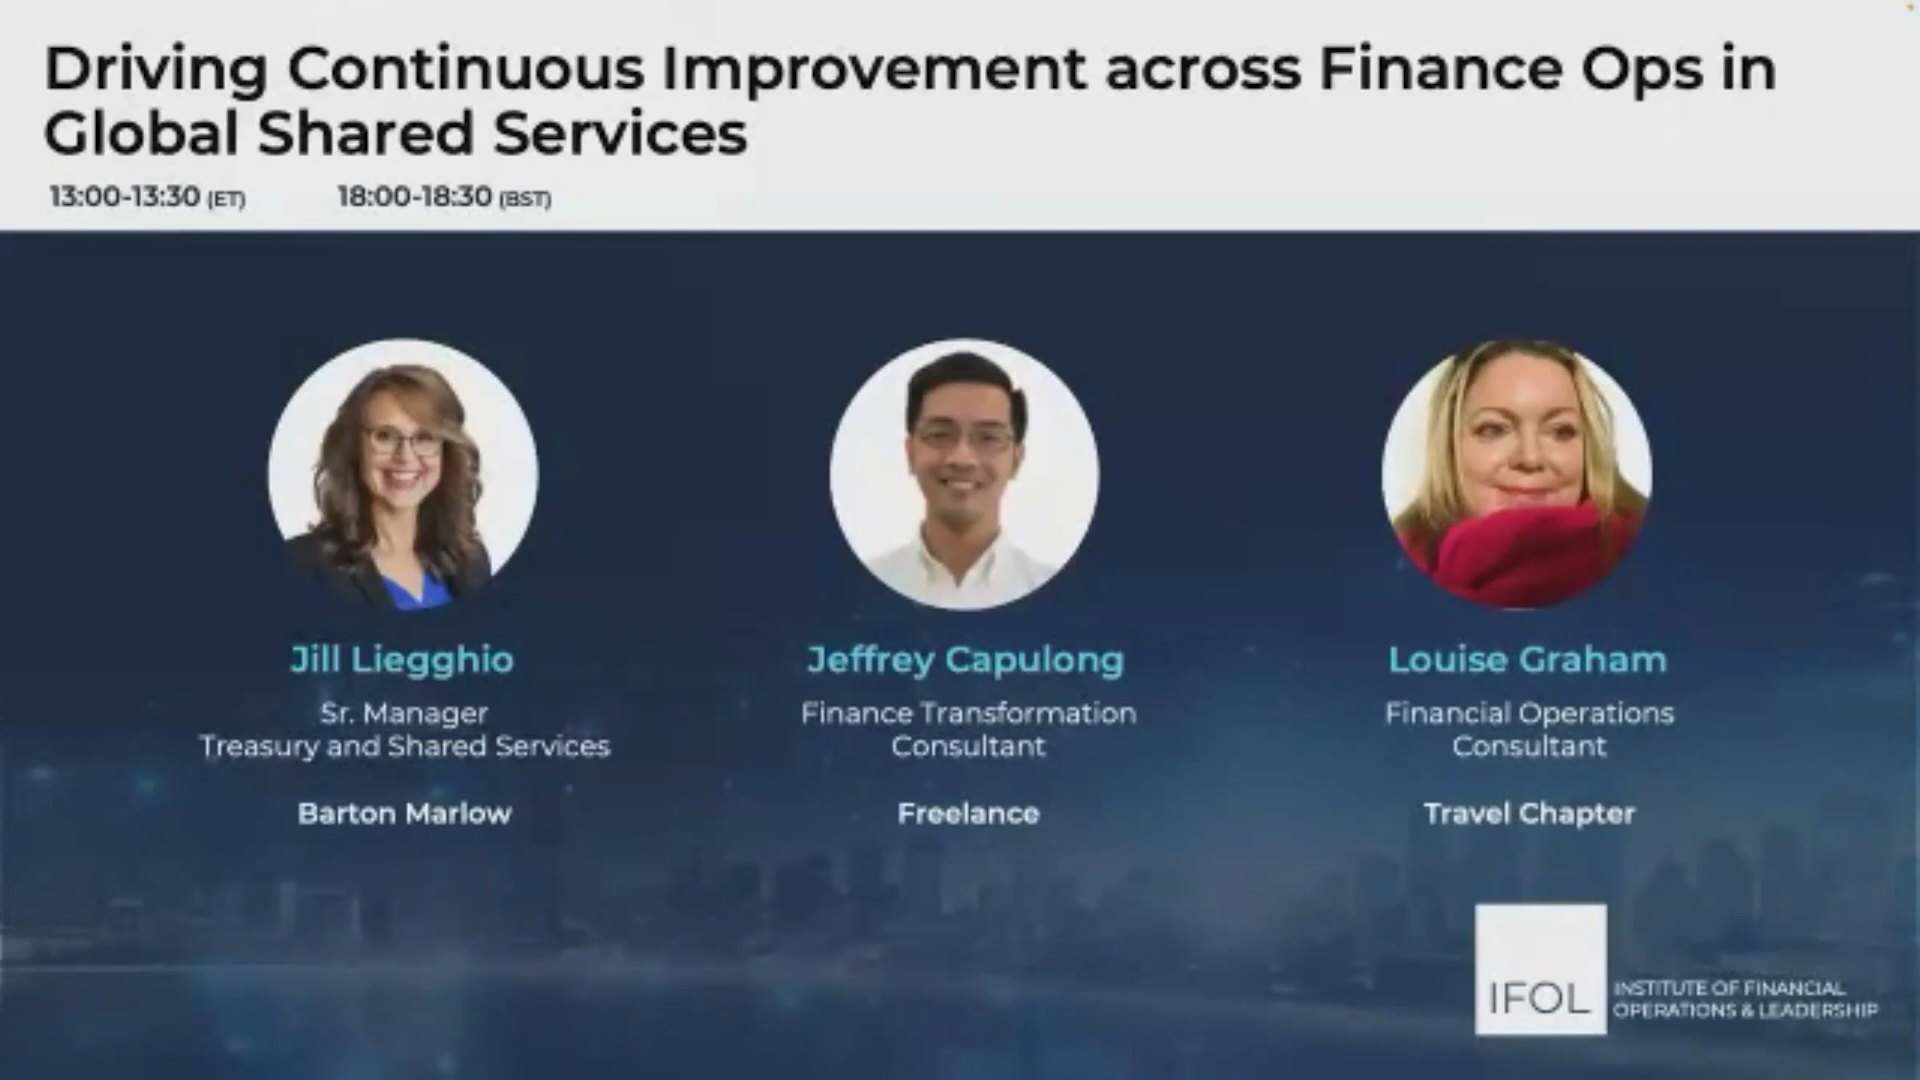 Driving Continuous Improvement across Finance Ops in
Global Shared Services
13:00-13:30 (ET) 18:00-18:30 (BST)
Jill Liegghio
Sr. Manager
Treasury and Shared Services
Barton Marlow
Jeffrey Capulong
Finance Transformation
Consultant
Freelance
Louise Graham
Financial Operations
Consultant
Travel Chapter
IFOL
INSTITUTE OF FINANCIAL
OPERATIONS & LEADERSHIP